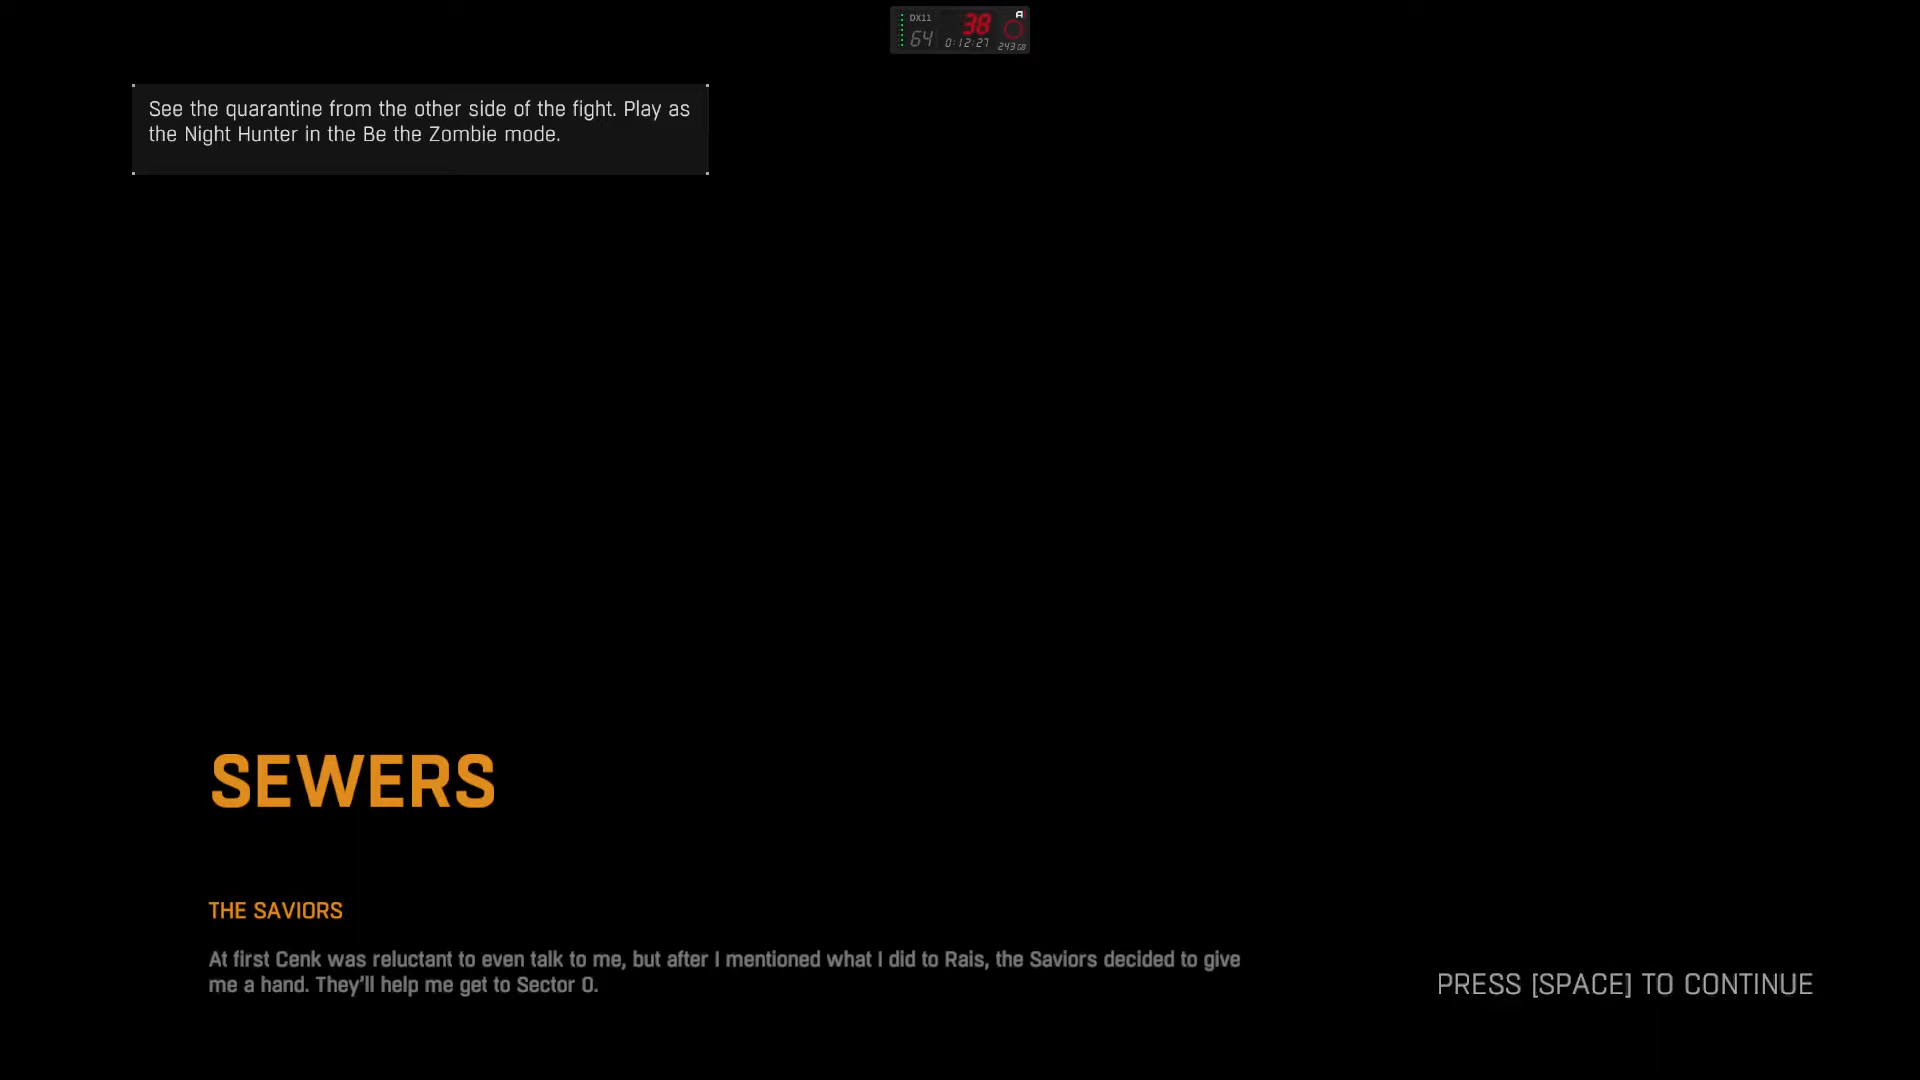 DX11
64
38
0:12:27
A
243 GB
See the quarantine from the other side of the fight. Play as
the Night Hunter in the Be the Zombie mode.
SEWERS
THE SAVIORS
At first Cenk was reluctant to even talk to me, but after I mentioned what I did to Rais, the Saviors decided to give
me a hand. They'll help me get to Sector 0.
PRESS [SPACE] TO CONTINUE